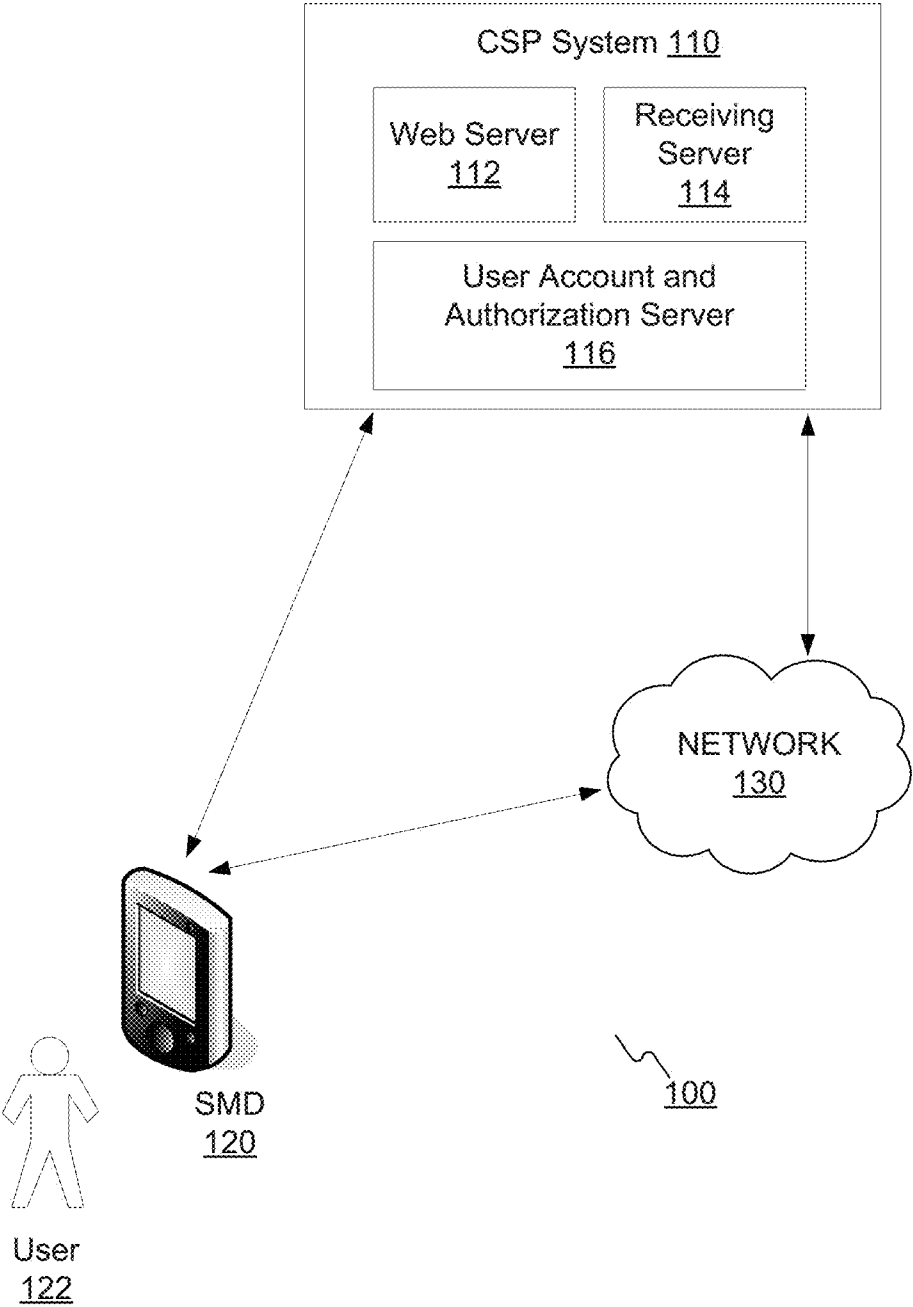 CSP System 110
Web Server
112
Receiving
Server
114
User Account and
Authorization Server
116
NETWORK
130
SMD
120
100
User
122